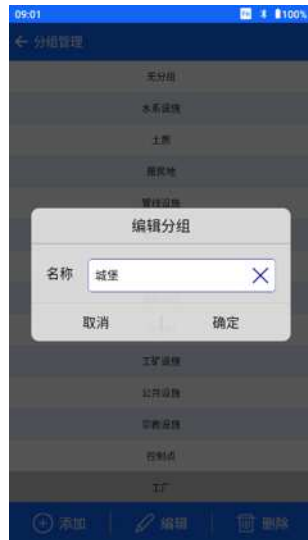 09:01 100%
分组管理
无分组
水系设施
土质
居民地
管线设施
编辑分组
名称 城堡
取消 确定
工矿设施
公共设施
宗教设施
控制点
工厂
添加 编辑 删除